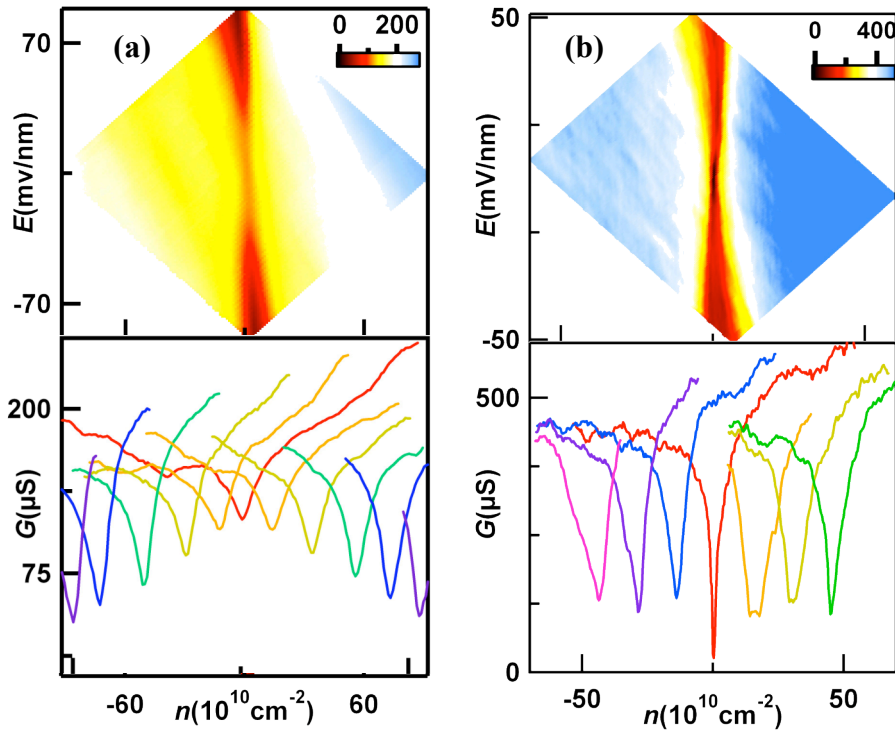 (a)
0 200
70
-70
E(mv/nm)
200
75
G(µS)
-60 60
n(10¹⁰cm⁻²)
(b)
0 400
50
-50
E(mV/nm)
500
0
G(µS)
-50 50
n(10¹⁰cm⁻²)